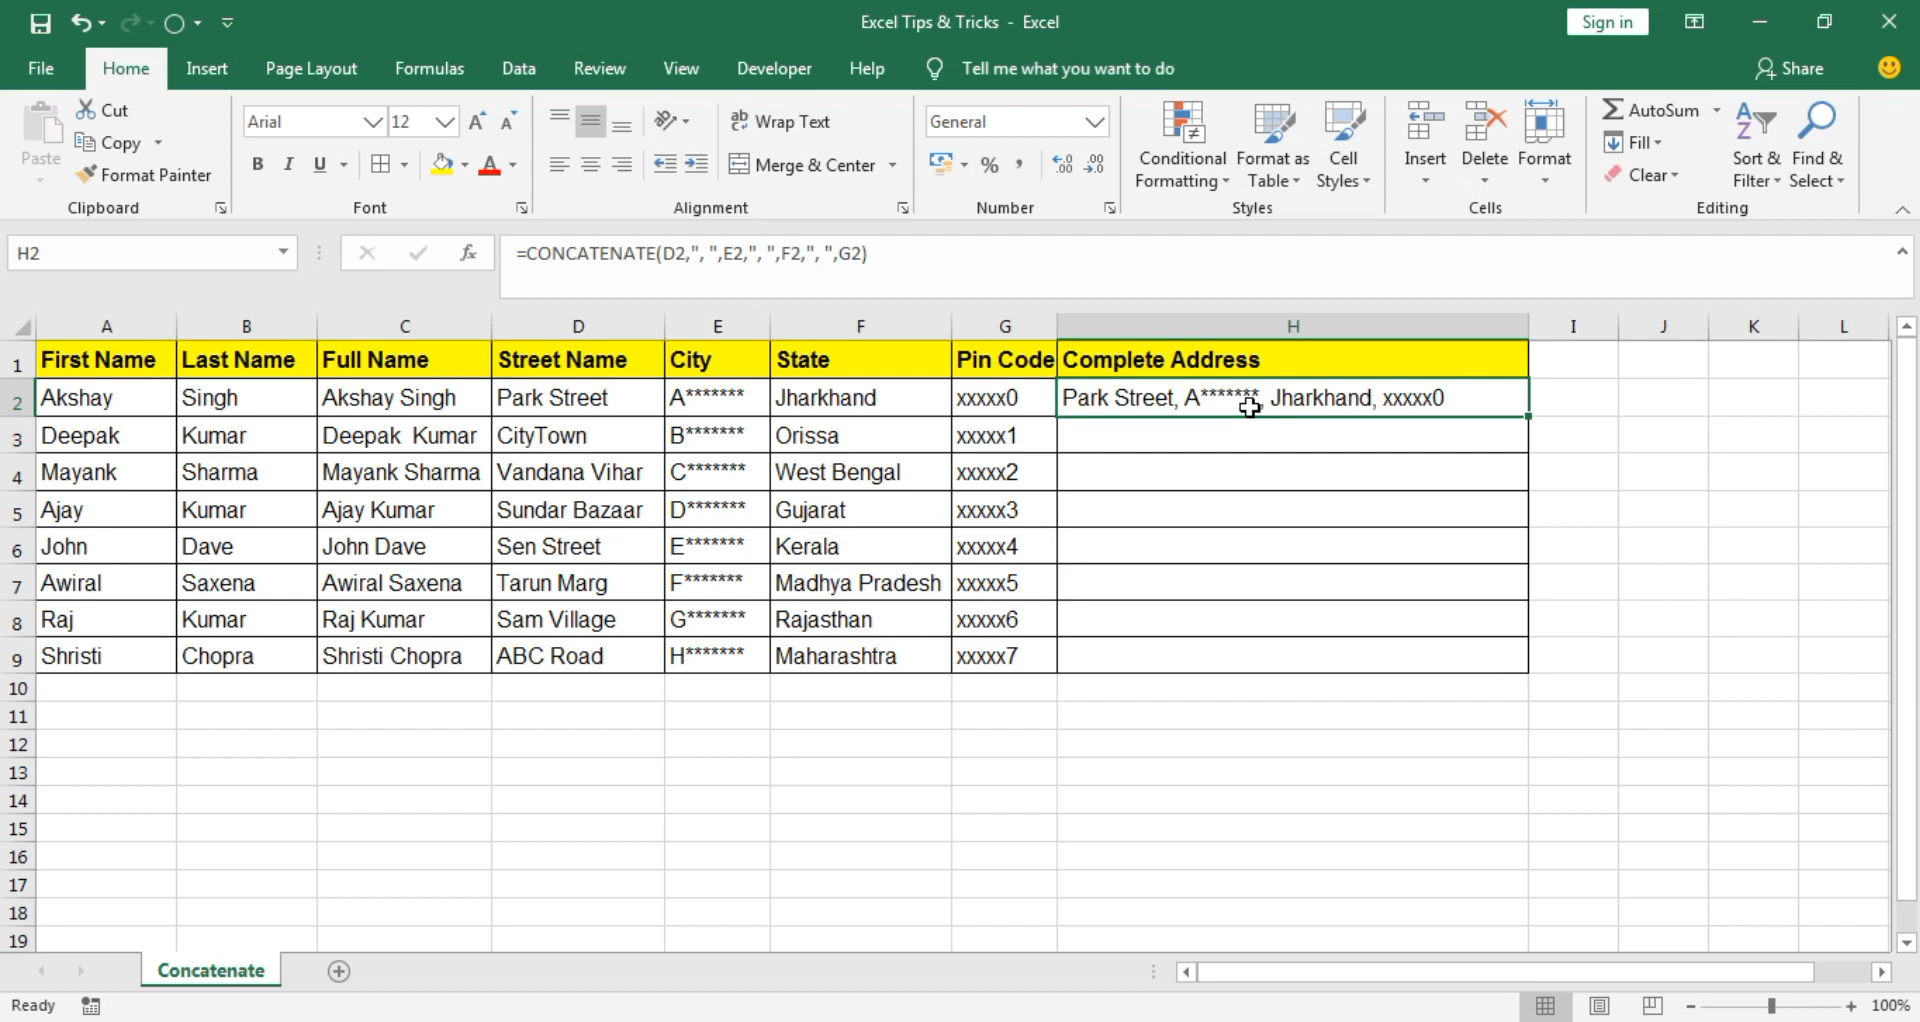 Excel Tips & Tricks - Excel
Sign in
File Home Insert Page Layout Formulas Data Review View Developer Help Tell me what you want to do Share
Paste
Cut
Copy
Format Painter
Clipboard
Arial 12
B I U
Font
Wrap Text
Merge & Center
Alignment
General
Number
Conditional Formatting
Format as Table
Cell Styles
Styles
Insert Delete Format
Cells
AutoSum
Fill
Clear
Sort & Filter
Find & Select
Editing
H2 fx =CONCATENATE(D2,", ",E2,", ",F2,", ",G2)
A B C D E F G H I J K L
1 First Name Last Name Full Name Street Name City State Pin Code Complete Address
2 Akshay Singh Akshay Singh Park Street A******* Jharkhand xxxxx0 Park Street, A*******, Jharkhand, xxxxx0
3 Deepak Kumar Deepak  Kumar CityTown B******* Orissa xxxxx1
4 Mayank Sharma Mayank Sharma Vandana Vihar C******* West Bengal xxxxx2
5 Ajay Kumar Ajay Kumar Sundar Bazaar D******* Gujarat xxxxx3
6 John Dave John Dave Sen Street E******* Kerala xxxxx4
7 Awiral Saxena Awiral Saxena Tarun Marg F******* Madhya Pradesh xxxxx5
8 Raj Kumar Raj Kumar Sam Village G******* Rajasthan xxxxx6
9 Shristi Chopra Shristi Chopra ABC Road H******* Maharashtra xxxxx7
10
11
12
13
14
15
16
17
18
19
Concatenate
Ready 100%